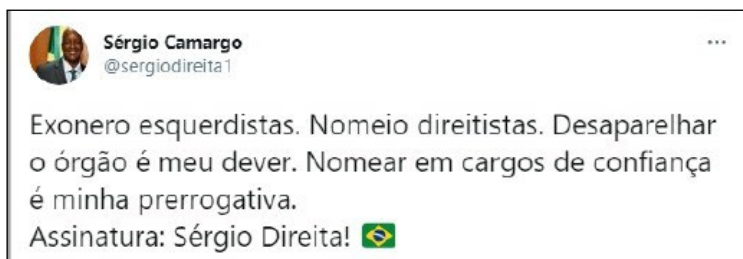 Sérgio Camargo
@sergiodireita1
Exonero esquerdistas. Nomeio direitistas. Desaparelhar
o órgão é meu dever. Nomear em cargos de confiança
é minha prerrogativa.
Assinatura: Sérgio Direita! 🇧🇷